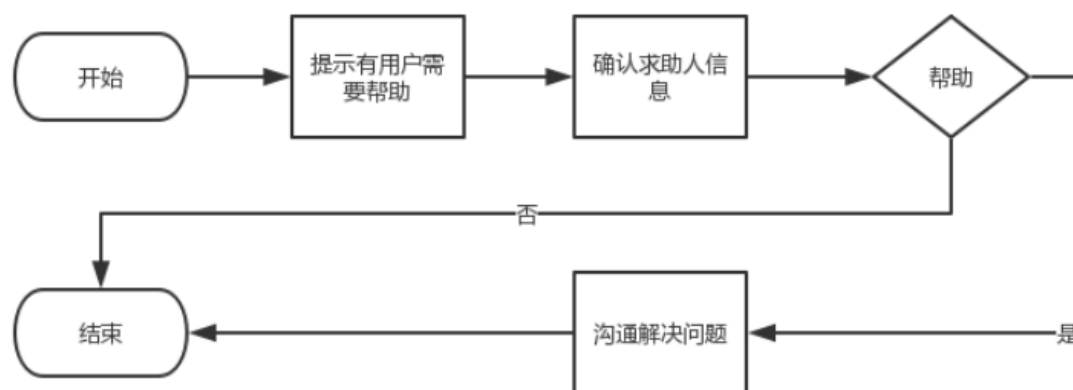 开始
提示有用户需
要帮助
确认求助人信
息
帮助
否
结束
沟通解决问题
是